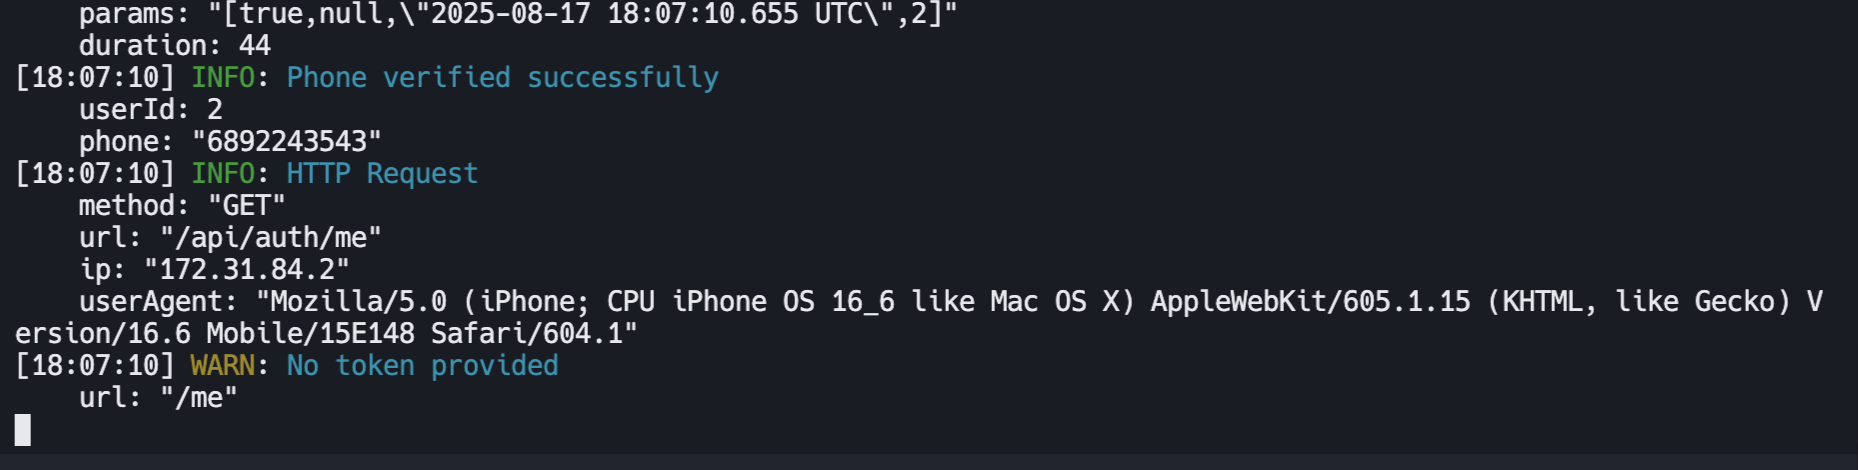 params: "[true,null,\"2025-08-17 18:07:10.655 UTC\",2]"
duration: 44
[18:07:10] INFO: Phone verified successfully
userId: 2
phone: "6892243543"
[18:07:10] INFO: HTTP Request
method: "GET"
url: "/api/auth/me"
ip: "172.31.84.2"
userAgent: "Mozilla/5.0 (iPhone; CPU iPhone OS 16_6 like Mac OS X) AppleWebKit/605.1.15 (KHTML, like Gecko) V
ersion/16.6 Mobile/15E148 Safari/604.1"
[18:07:10] WARN: No token provided
url: "/me"